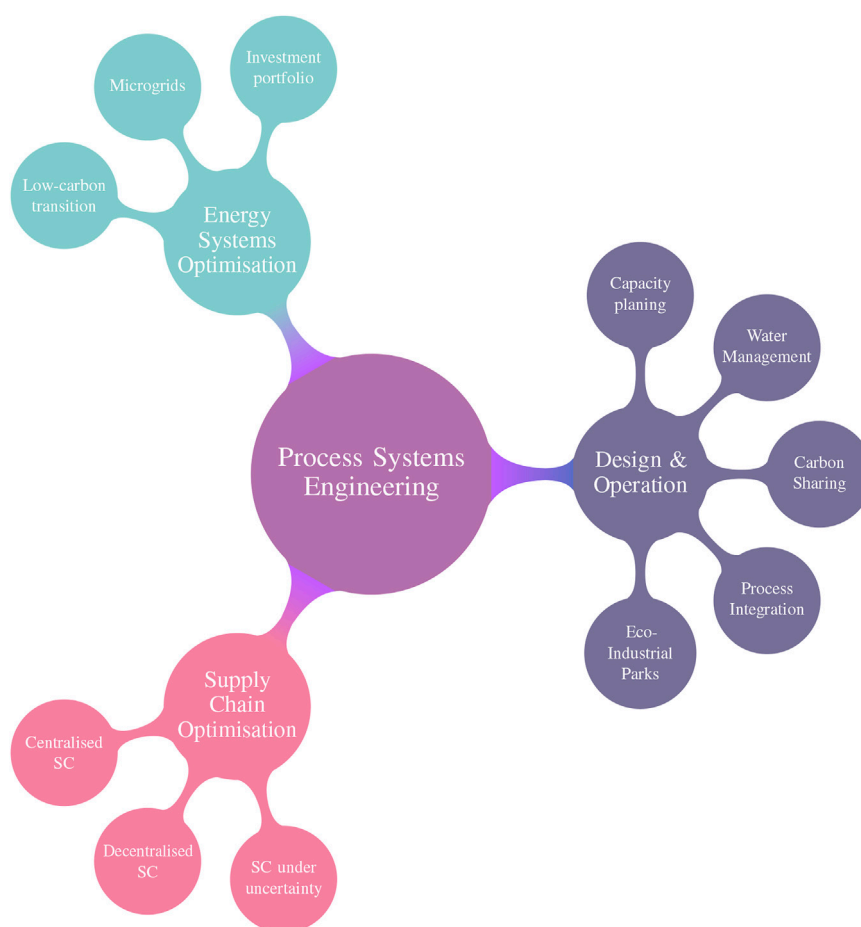 Investment
portfolio
Microgrids
Low-carbon
transition
Energy
Systems
Optimisation
Capacity
planing
Water
Management
Process Systems
Engineering
Design &
Operation
Carbon
Sharing
Process
Integration
Eco-
Industrial
Parks
Supply
Chain
Optimisation
Centralised
SC
Decentralised
SC
SC under
uncertainty